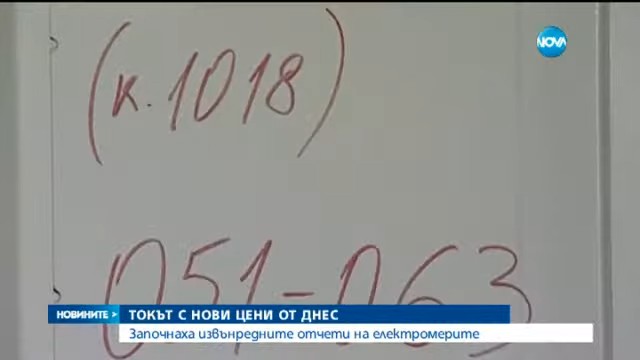 (к.1018)
NOVA
051-063
НОВИНИТЕ
ТОКЪТ С НОВИ ЦЕНИ ОТ ДНЕС
Започнаха извънредните отчети на електромерите